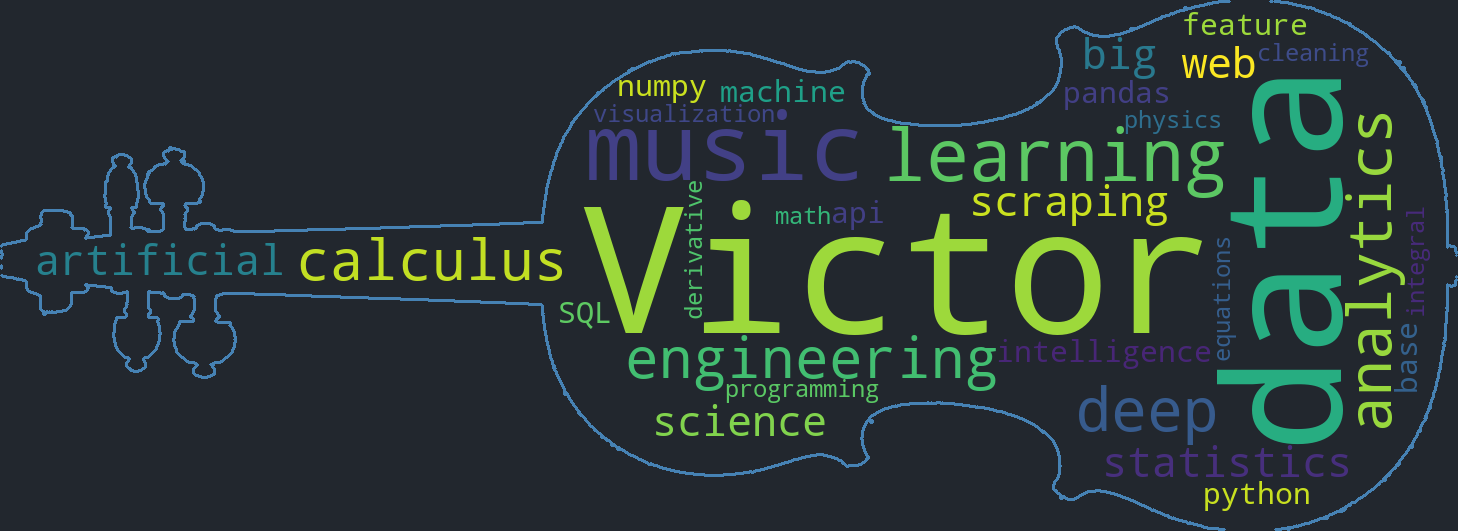 feature
big
web
cleaning
numpy
machine
pandas
visualization
physics
music
learning
data
analytics
scraping
derivative
math
api
Victor
artificial
calculus
SQL
equations
integral
engineering
intelligence
base
programming
deep
science
statistics
python